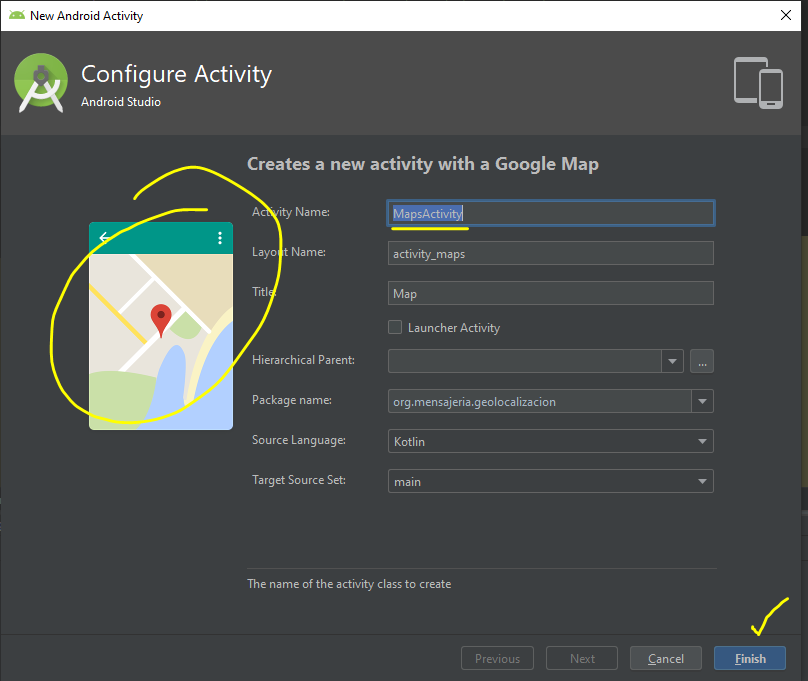 New Android Activity
Configure Activity
Android Studio
Creates a new activity with a Google Map
Activity Name:
MapsActivity
Layout Name:
activity_maps
Title:
Map
Launcher Activity
Hierarchical Parent:
...
Package name:
org.mensajeria.geolocalizacion
Source Language:
Kotlin
Target Source Set:
main
The name of the activity class to create
Previous
Next
Cancel
Finish